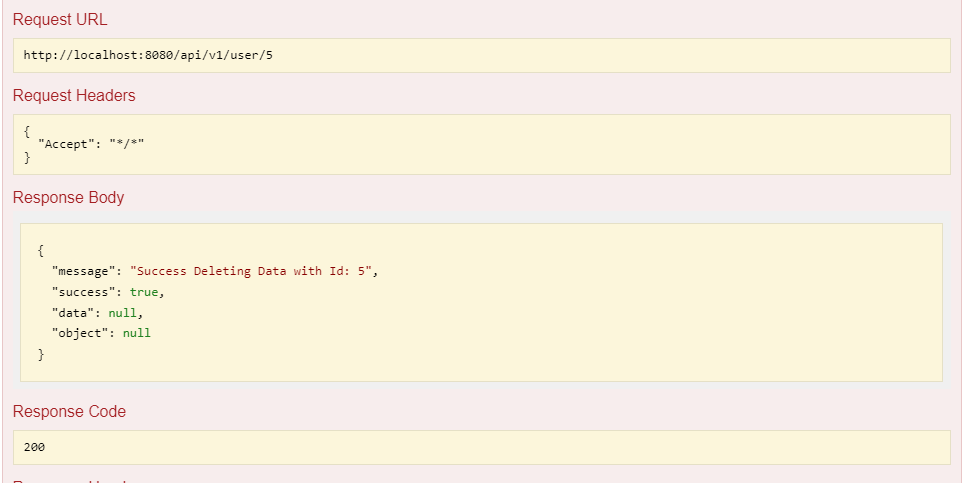 Request URL
http://localhost:8080/api/v1/user/5
Request Headers
{
"Accept": "*/*"
}
Response Body
{
"message": "Success Deleting Data with Id: 5",
"success": true,
"data": null,
"object": null
}
Response Code
200